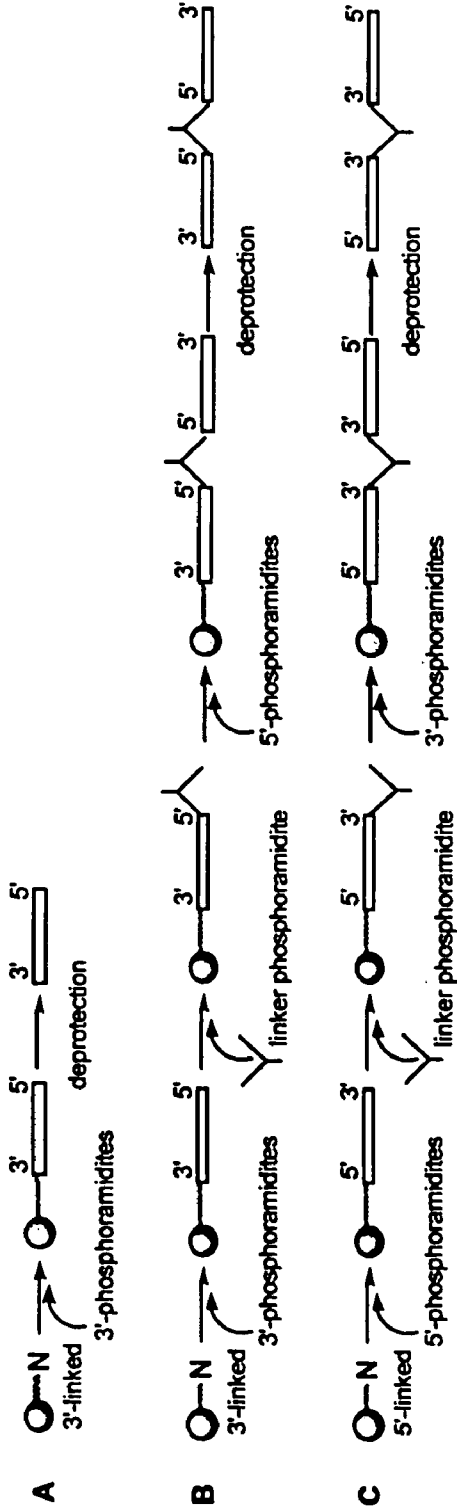 3' 5' 3' 5'
A N
3'-linked deprotection
3'-phosphoramidites
3' 5' 3' 5' 3' 5' 5' 3' 3' 5' 5' 3'
B N
3'-linked deprotection
3'-phosphoramidites linker phosphoramidite 5'-phosphoramidites
5' 3' 5' 3' 5' 3' 3' 5' 5' 3' 3' 5'
C N
5'-linked deprotection
5'-phosphoramidites linker phosphoramidite 3'-phosphoramidites